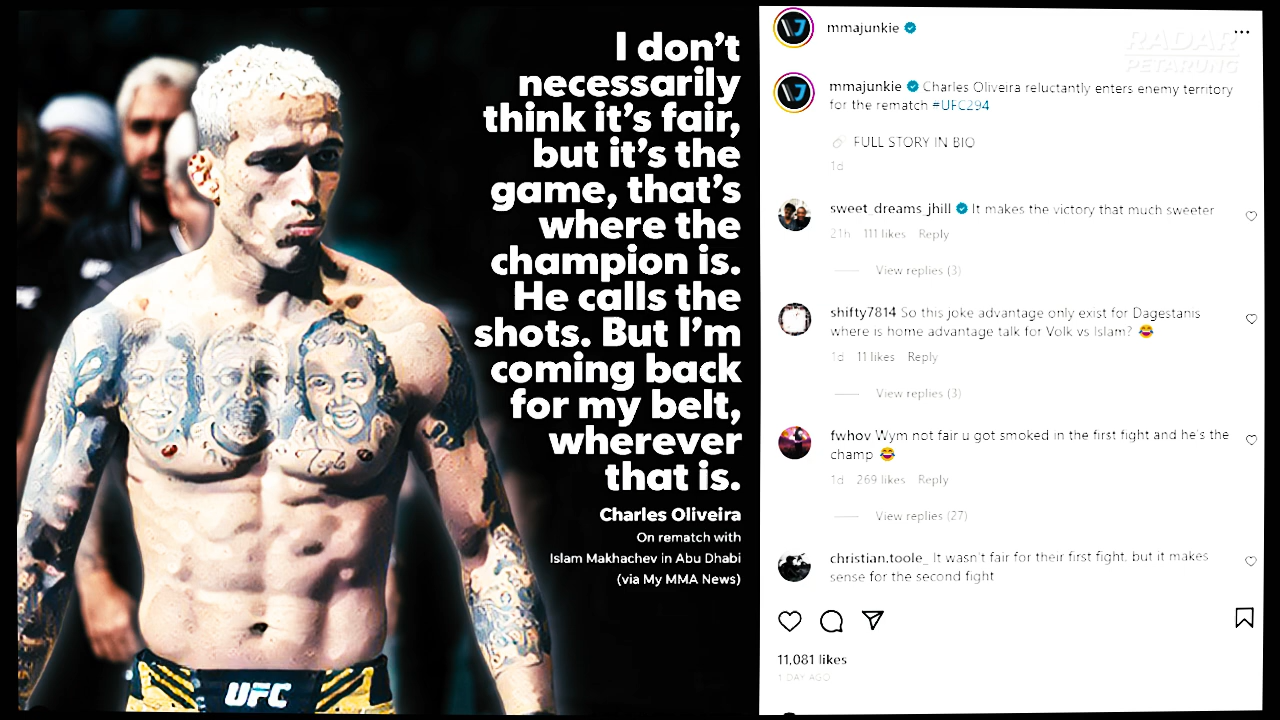 I don't
necessarily
think it's fair,
but it's the
game, that's
where the
champion is.
He calls the
shots. But I'm
coming back
for my belt,
wherever
that is.
Charles Oliveira
On rematch with
Islam Makhachev in Abu Dhabi
(via My MMA News)
UFC
mmajunkie
RADAR
PETARUNG
mmajunkie Charles Oliveira reluctantly enters enemy territory
for the rematch #UFC294
FULL STORY IN BIO
1d
sweet_dreams_jhill It makes the victory that much sweeter
21h 111 likes Reply
View replies (3)
shifty7814 So this joke advantage only exist for Dagestanis
where is home advantage talk for Volk vs Islam? 😂
1d 11 likes Reply
View replies (3)
fwhov Wym not fair u got smoked in the first fight and he's the
champ 😂
1d 269 likes Reply
View replies (27)
christian.toole_ It wasn't fair for their first fight, but it makes
sense for the second fight
11,081 likes
1 DAY AGO